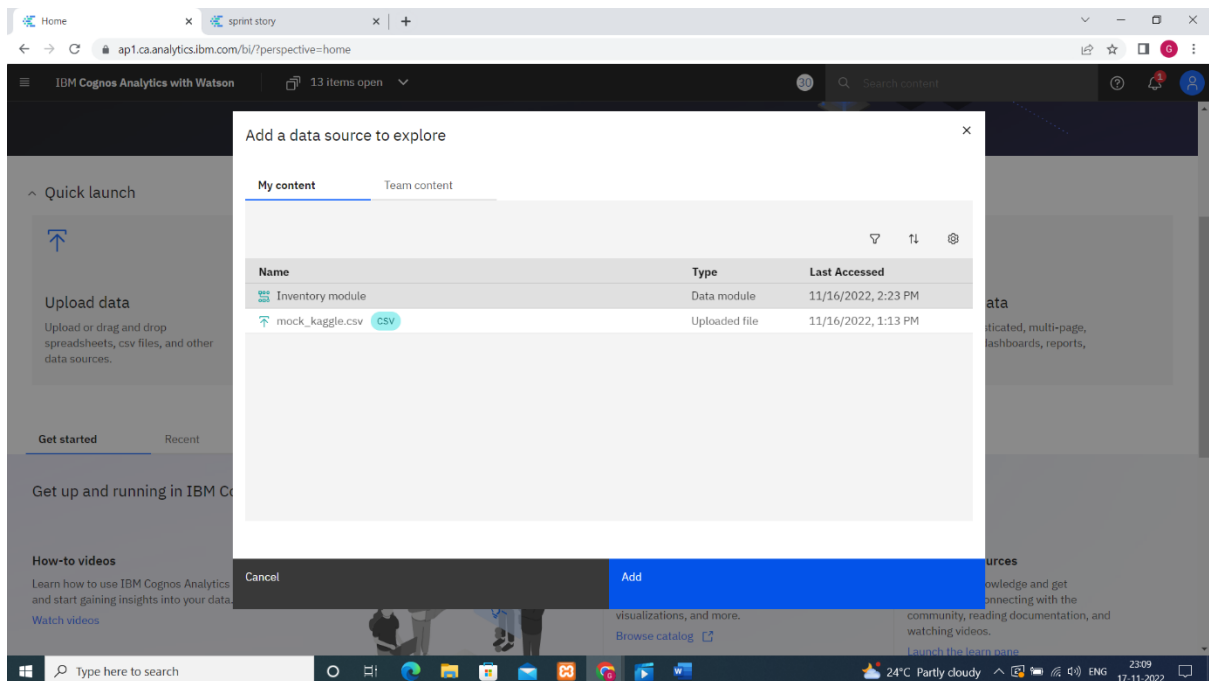 Home
sprint story
ap1.ca.analytics.ibm.com/bi/?perspective=home
G
IBM Cognos Analytics with Watson
13 items open
30
Search content
1
Add a data source to explore
My content
Team content
Quick launch
Name Type Last Accessed
Inventory module Data module 11/16/2022, 2:23 PM
mock_kaggle.csv CSV Uploaded file 11/16/2022, 1:13 PM
Upload data
Upload or drag and drop
spreadsheets, csv files, and other
data sources.
ata
sticated, multi-page,
dashboards, reports,
Get started
Recent
Get up and running in IBM Co
Cancel
Add
How-to videos
Learn how to use IBM Cognos Analytics
and start gaining insights into your data.
Watch videos
visualizations, and more.
Browse catalog
urces
owledge and get
onnecting with the
community, reading documentation, and
watching videos.
Launch the learn pane
Type here to search
24°C Partly cloudy
ENG
23:09
17-11-2022